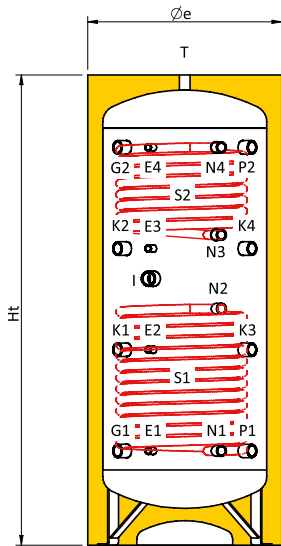 Øe
T
Ht
G2 E4 N4 P2
S2
K2 E3 K4
N3
I
N2
K1 E2 K3
S1
G1 E1 N1 P1